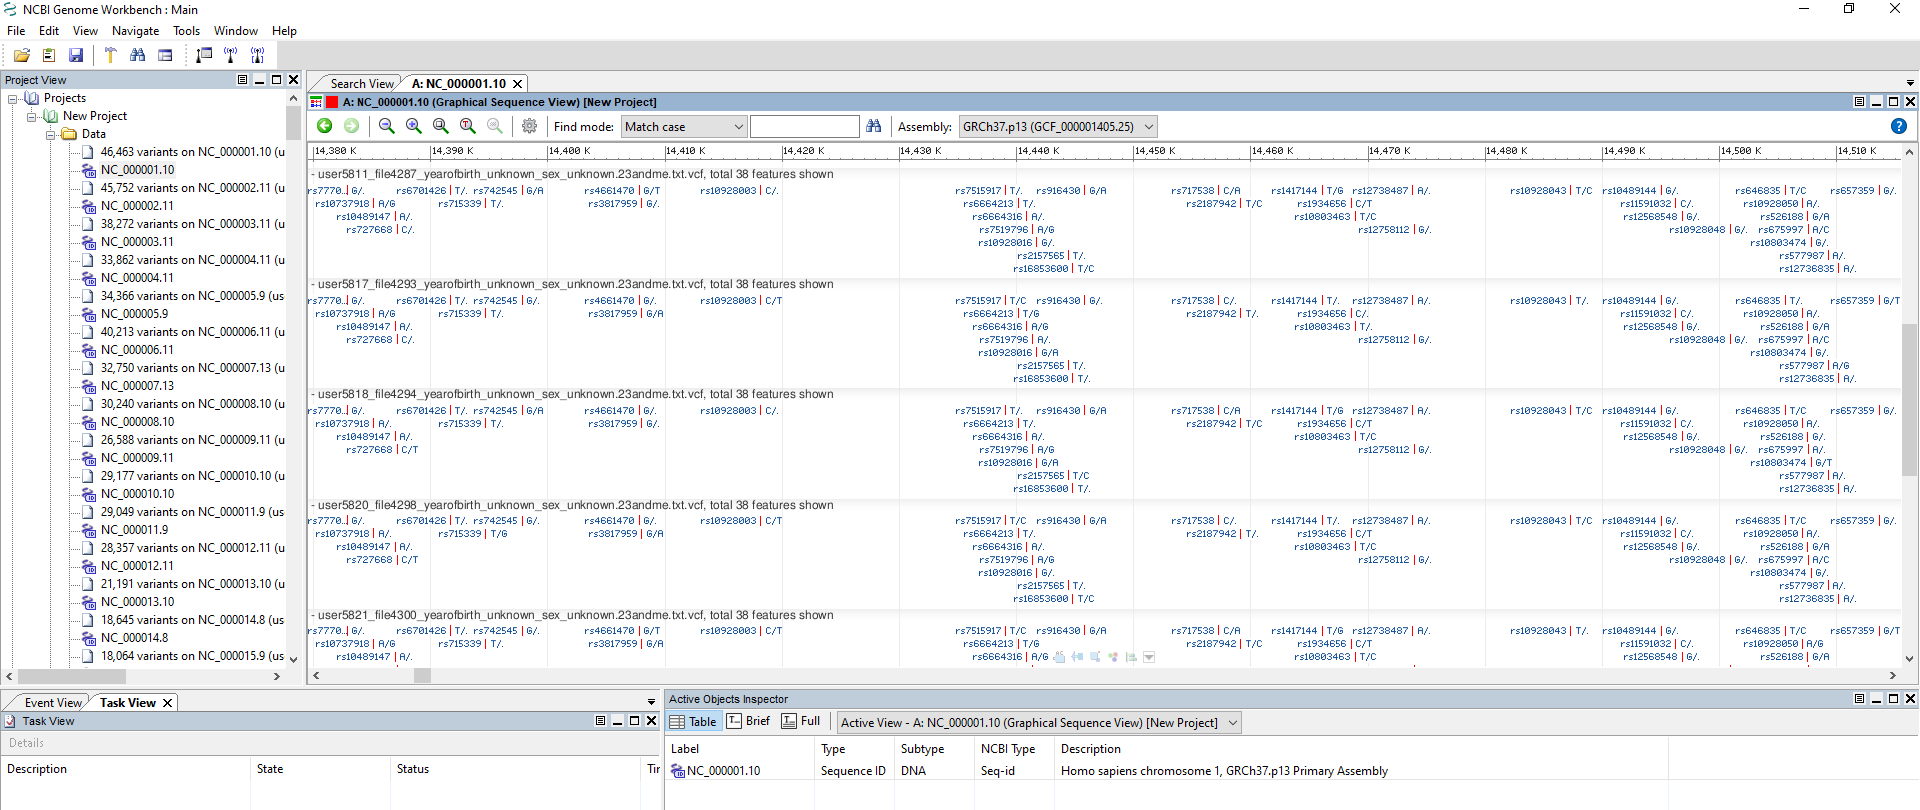 NCBI Genome Workbench : Main
File Edit View Navigate Tools Window Help
Project View
Projects
New Project
Data
46,463 variants on NC_000001.10 (u
NC_000001.10
45,752 variants on NC_000002.11 (u
NC_000002.11
38,272 variants on NC_000003.11 (u
NC_000003.11
33,862 variants on NC_000004.11 (u
NC_000004.11
34,366 variants on NC_000005.9 (us
NC_000005.9
40,213 variants on NC_000006.11 (u
NC_000006.11
32,750 variants on NC_000007.13 (u
NC_000007.13
30,240 variants on NC_000008.10 (u
NC_000008.10
26,588 variants on NC_000009.11 (u
NC_000009.11
29,177 variants on NC_000010.10 (u
NC_000010.10
29,049 variants on NC_000011.9 (us
NC_000011.9
28,357 variants on NC_000012.11 (u
NC_000012.11
21,191 variants on NC_000013.10 (u
NC_000013.10
18,645 variants on NC_000014.8 (us
NC_000014.8
18,064 variants on NC_000015.9 (us
Search View A: NC_000001.10
A: NC_000001.10 (Graphical Sequence View) [New Project]
Find mode: Match case Assembly: GRCh37.p13 (GCF_000001405.25)
14,380 K 14,390 K 14,400 K 14,410 K 14,420 K 14,430 K 14,440 K 14,450 K 14,460 K 14,470 K 14,480 K 14,490 K 14,500 K 14,510 K
- user5811_file4287_yearofbirth_unknown_sex_unknown.23andme.txt.vcf, total 38 features shown
rs7770..| G/. rs6701426 | T/. rs742545 | G/A rs4661470 | G/T rs10928003 | C/. rs7515917 | T/. rs916430 | G/. rs717538 | C/A rs1417144 | T/. rs12738487 | A/. rs10928043 | T/C rs10489144 | G/. rs646835 | T/C rs657359 | G/.
rs10737918 | A/G rs715339 | T/. rs3817959 | G/. rs6664213 | T/. rs2187942 | T/C rs1934656 | C/T rs11591032 | C/. rs10928050 | A/.
rs10489147 | A/. rs6664316 | A/. rs10803463 | T/C rs12568548 | G/. rs526188 | G/A
rs727668 | C/. rs7519796 | A/G rs12758112 | G/. rs10928048 | G/. rs675997 | A/C
rs10928016 | G/. rs10803474 | G/.
rs2157565 | T/C rs577987 | A/.
rs16853600 | T/C rs12736835 | A/.
- user5817_file4293_yearofbirth_unknown_sex_unknown.23andme.txt.vcf, total 38 features shown
rs7770..| G/. rs6701426 | T/. rs742545 | G/. rs4661470 | G/. rs10928003 | C/T rs7515917 | T/C rs916430 | G/. rs717538 | C/. rs1417144 | T/. rs12738487 | A/. rs10928043 | T/. rs10489144 | G/. rs646835 | T/. rs657359 | G/T
rs10737918 | A/G rs715339 | T/. rs3817959 | G/A rs6664213 | T/G rs2187942 | T/. rs1934656 | C/. rs11591032 | C/. rs10928050 | A/.
rs10489147 | A/. rs6664316 | A/G rs10803463 | T/. rs12568548 | G/. rs526188 | G/A
rs727668 | C/. rs7519796 | A/. rs12758112 | G/. rs10928048 | G/. rs675997 | A/C
rs10928016 | G/A rs10803474 | G/.
rs2157565 | T/. rs577987 | A/G
rs16853600 | T/. rs12736835 | A/.
- user5818_file4294_yearofbirth_unknown_sex_unknown.23andme.txt.vcf, total 38 features shown
rs7770..| G/. rs6701426 | T/. rs742545 | G/A rs4661470 | G/. rs10928003 | C/. rs7515917 | T/. rs916430 | G/A rs717538 | C/A rs1417144 | T/G rs12738487 | A/. rs10928043 | T/C rs10489144 | G/. rs646835 | T/C rs657359 | G/.
rs10737918 | A/. rs715339 | T/. rs3817959 | G/. rs6664213 | T/. rs2187942 | T/C rs1934656 | C/T rs11591032 | C/. rs10928050 | A/.
rs10489147 | A/. rs6664316 | A/. rs10803463 | T/C rs12568548 | G/. rs526188 | G/.
rs727668 | C/T rs7519796 | A/G rs12758112 | G/. rs10928048 | G/. rs675997 | A/.
rs10928016 | G/A rs10803474 | G/T
rs2157565 | T/C rs577987 | A/.
rs16853600 | T/. rs12736835 | A/.
- user5820_file4298_yearofbirth_unknown_sex_unknown.23andme.txt.vcf, total 38 features shown
rs7770..| G/. rs6701426 | T/. rs742545 | G/. rs4661470 | G/. rs10928003 | C/T rs7515917 | T/C rs916430 | G/A rs717538 | C/. rs1417144 | T/. rs12738487 | A/. rs10928043 | T/C rs10489144 | G/. rs646835 | T/C rs657359 | G/.
rs10737918 | A/. rs715339 | T/G rs3817959 | G/A rs6664213 | T/. rs2187942 | T/. rs1934656 | C/T rs11591032 | C/. rs10928050 | A/.
rs10489147 | A/. rs6664316 | A/. rs10803463 | T/C rs12568548 | G/. rs526188 | G/A
rs727668 | C/T rs7519796 | A/G rs12758112 | G/. rs10928048 | G/. rs675997 | A/C
rs10928016 | G/. rs10803474 | G/.
rs2157565 | T/. rs577987 | A/.
rs16853600 | T/C rs12736835 | A/.
- user5821_file4300_yearofbirth_unknown_sex_unknown.23andme.txt.vcf, total 38 features shown
rs7770..| G/. rs6701426 | T/. rs742545 | G/. rs4661470 | G/T rs10928003 | C/T rs7515917 | T/C rs916430 | G/A rs717538 | C/. rs1417144 | T/G rs12738487 | A/. rs10928043 | T/. rs10489144 | G/. rs646835 | T/C rs657359 | G/T
rs10737918 | A/G rs715339 | T/. rs3817959 | G/A rs6664213 | T/G rs2187942 | T/C rs1934656 | C/. rs11591032 | C/. rs10928050 | A/G
rs10489147 | A/. rs6664316 | A/G rs10803463 | T/C rs12568548 | G/. rs526188 | G/A
Event View Task View
Task View
Details
Description State Status Tir
Active Objects Inspector
Table Brief Full Active View - A: NC_000001.10 (Graphical Sequence View) [New Project]
Label Type Subtype NCBI Type Description
NC_000001.10 Sequence ID DNA Seq-id Homo sapiens chromosome 1, GRCh37.p13 Primary Assembly